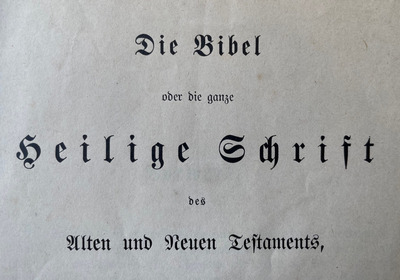 Die Bibel
oder die ganze
Heilige Schrift
des
Alten und Neuen Testaments,